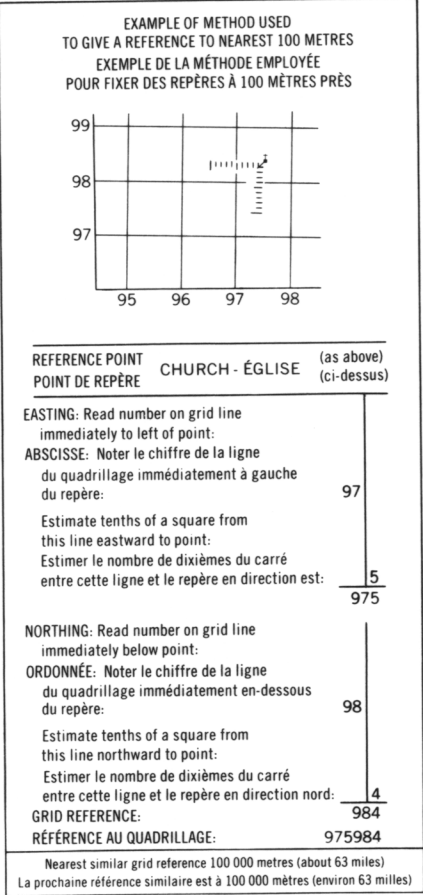 EXAMPLE OF METHOD USED
TO GIVE A REFERENCE TO NEAREST 100 METRES
EXEMPLE DE LA MÉTHODE EMPLOYÉE
POUR FIXER DES REPÈRES À 100 MÈTRES PRÈS
99
98
97
95 96 97 98
REFERENCE POINT
POINT DE REPÈRE
CHURCH - ÉGLISE
(as above)
(ci-dessus)
EASTING: Read number on grid line
immediately to left of point:
ABSCISSE: Noter le chiffre de la ligne
du quadrillage immédiatement à gauche
du repère: 97
Estimate tenths of a square from
this line eastward to point:
Estimer le nombre de dixièmes du carré
entre cette ligne et le repère en direction est: 5
975
NORTHING: Read number on grid line
immediately below point:
ORDONNÉE: Noter le chiffre de la ligne
du quadrillage immédiatement en-dessous
du repère: 98
Estimate tenths of a square from
this line northward to point:
Estimer le nombre de dixièmes du carré
entre cette ligne et le repère en direction nord: 4
GRID REFERENCE: 984
RÉFÉRENCE AU QUADRILLAGE: 975984
Nearest similar grid reference 100 000 metres (about 63 miles)
La prochaine référence similaire est à 100 000 mètres (environ 63 milles)